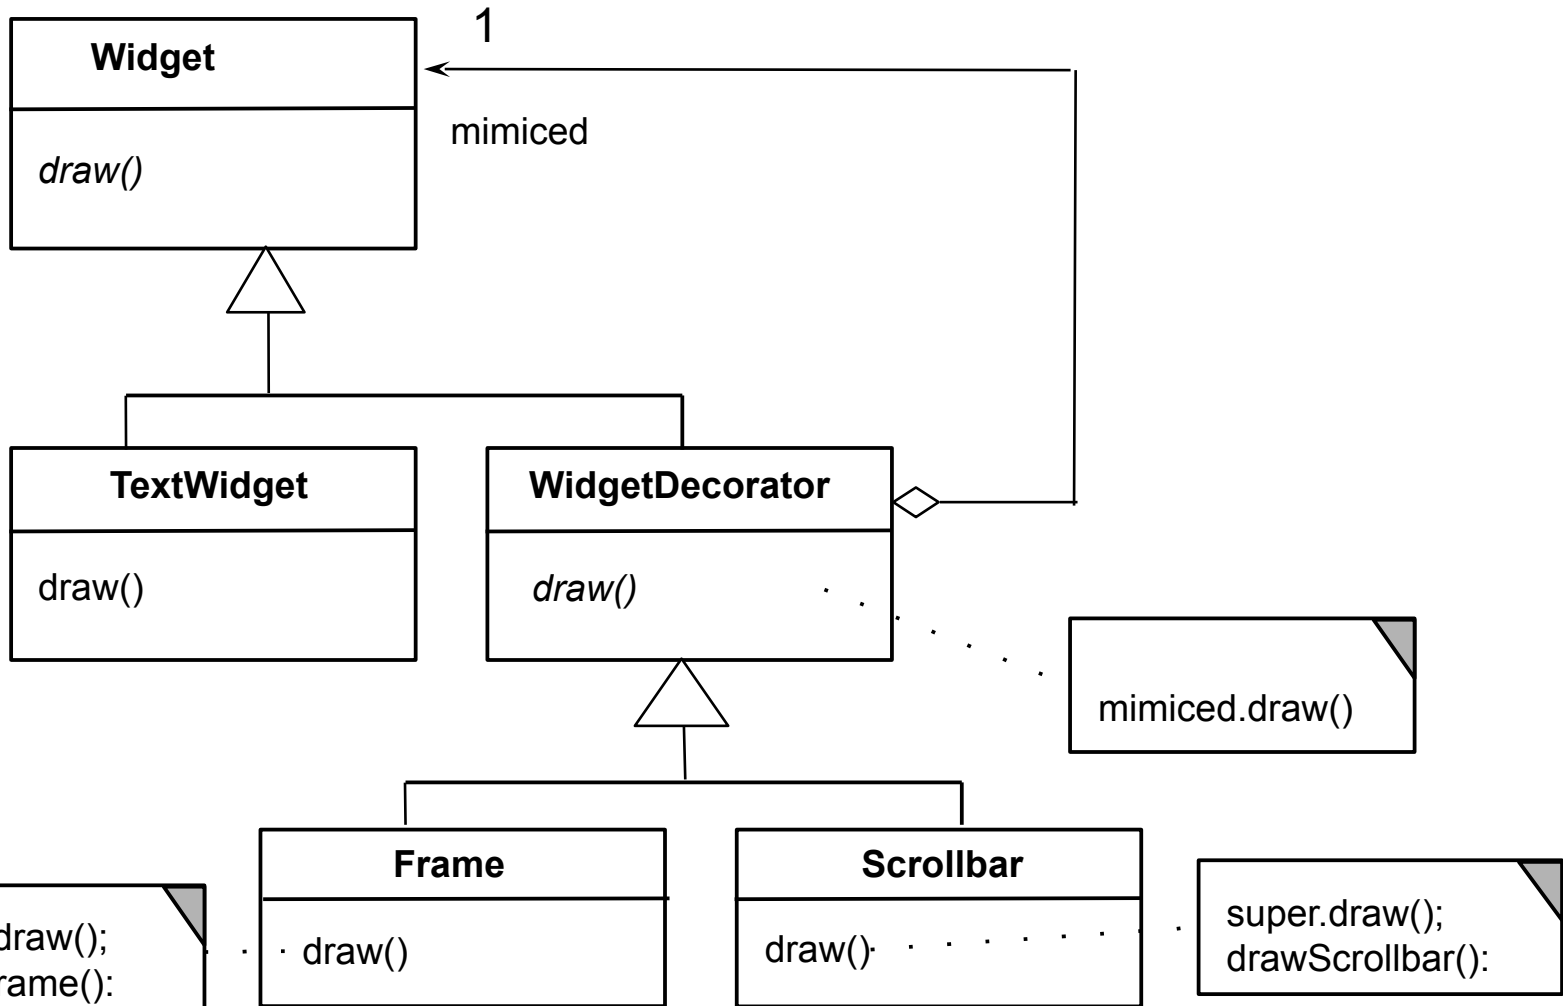 1
Widget
mimiced
draw()
TextWidget
WidgetDecorator
draw()
draw()
mimiced.draw()
Frame
Scrollbar
draw();
draw()
draw()
super.draw();
drawScrollbar():
rame():